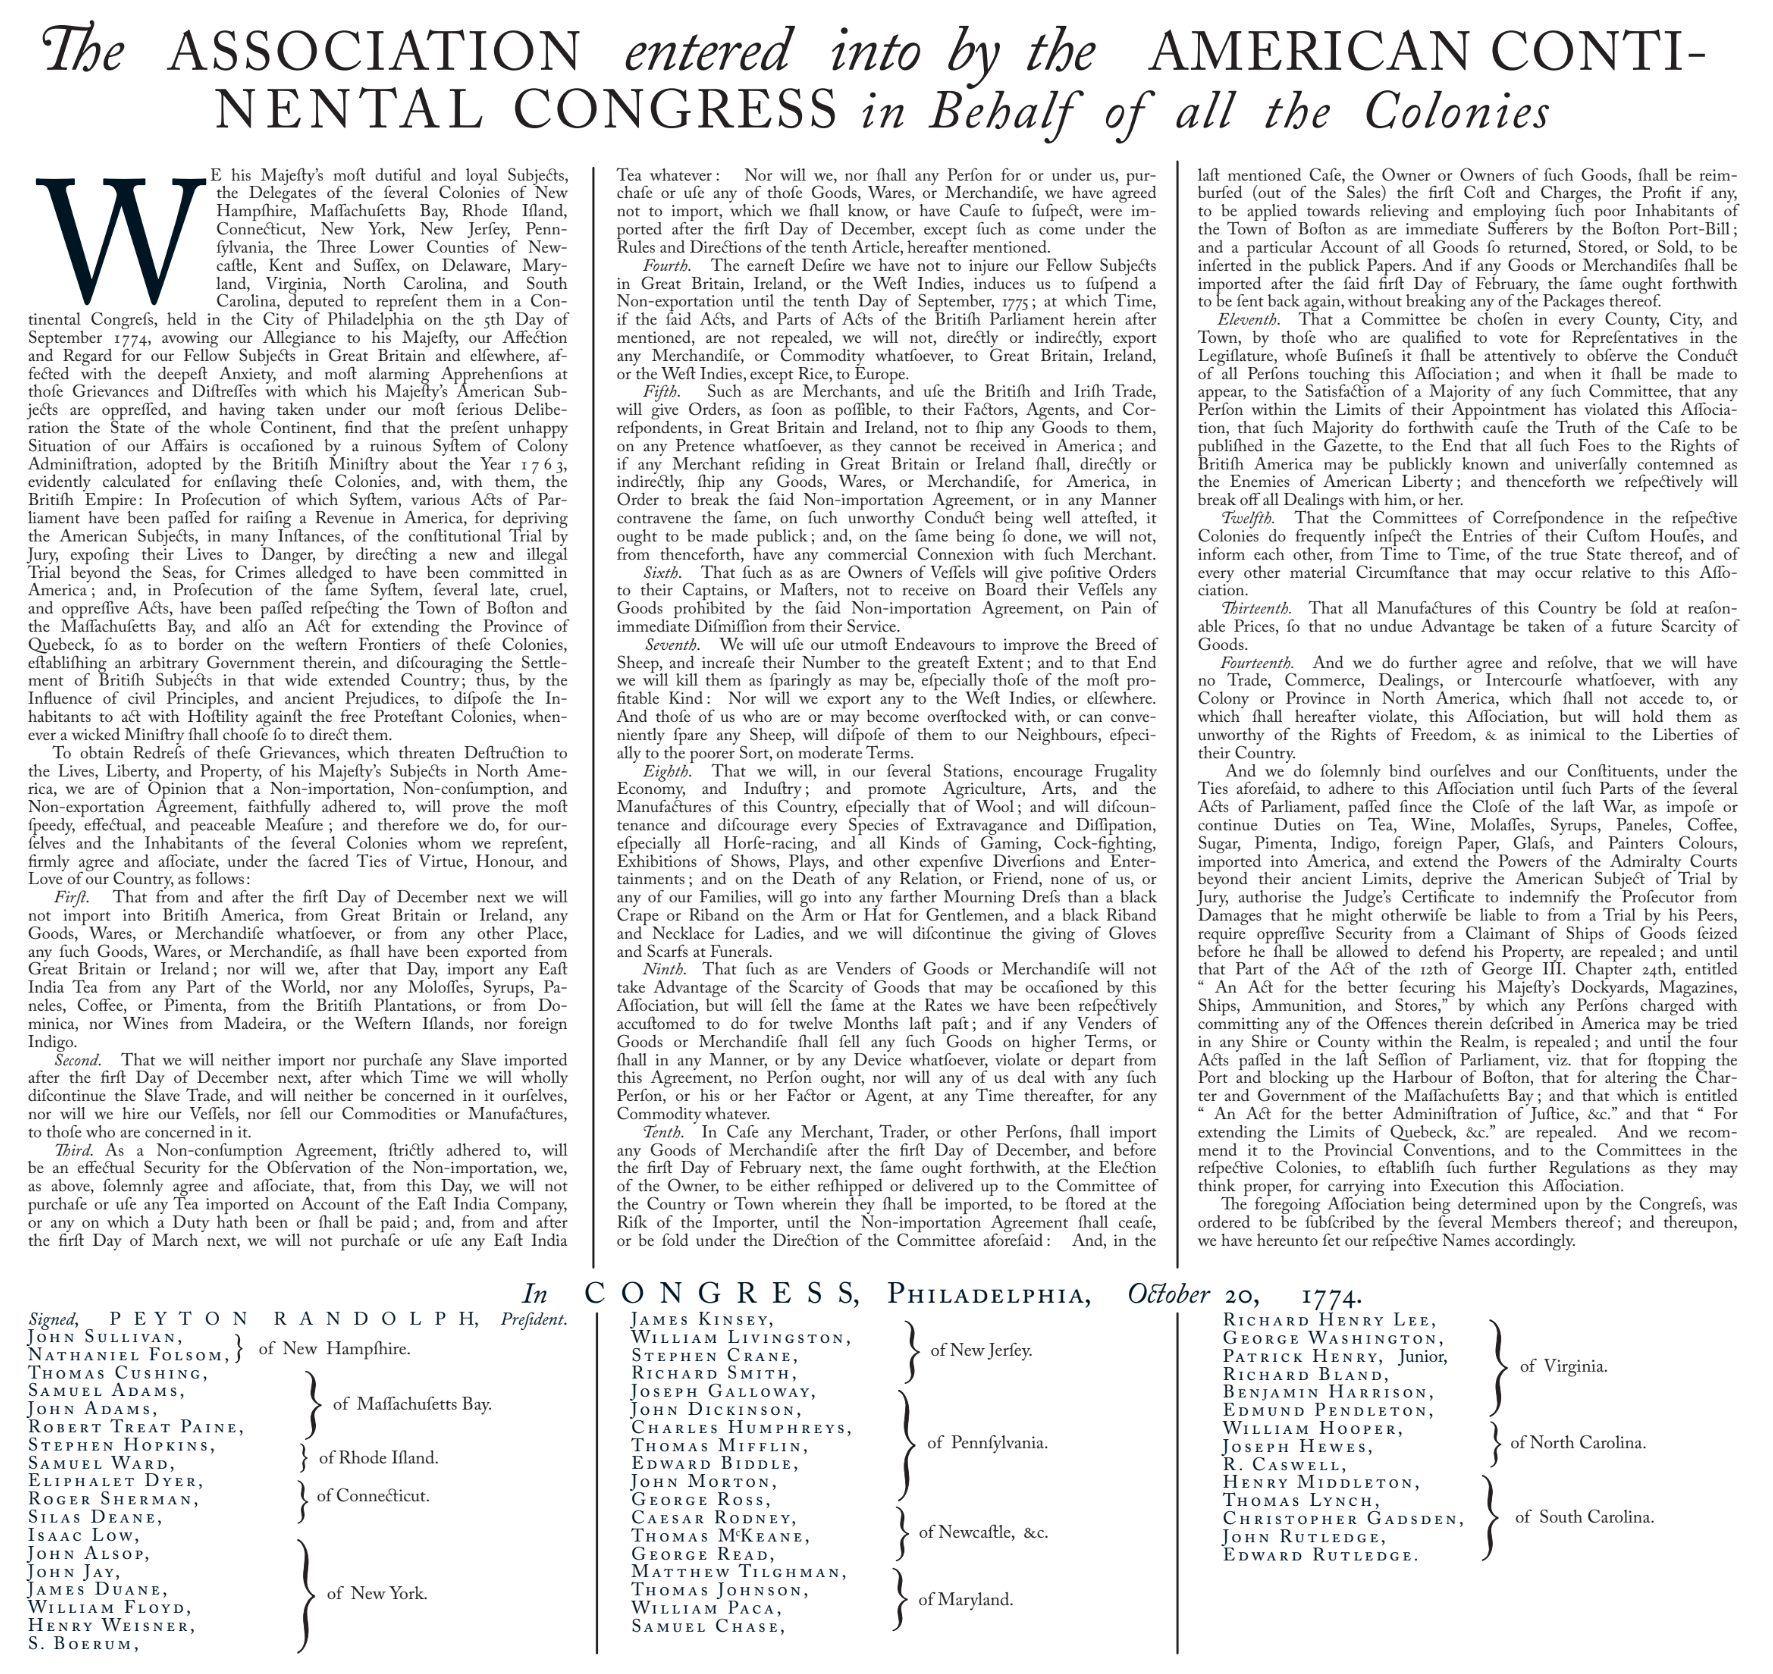 The ASSOCIATION entered into by the AMERICAN CONTI-
NENTAL CONGRESS in Behalf of all the Colonies
WE his Majeſty’s moſt dutiful and loyal Subjects,
the Delegates of the ſeveral Colonies of New
Hampſhire, Maſſachuſetts Bay, Rhode Iſland,
Connecticut, New York, New Jerſey, Penn-
ſylvania, the Three Lower Counties of New-
caſtle, Kent and Suſſex, on Delaware, Mary-
land, Virginia, North Carolina, and South
Carolina, deputed to repreſent them in a Con-
tinental Congreſs, held in the City of Philadelphia on the 5th Day of
September 1774, avowing our Allegiance to his Majeſty, our Affection
and Regard for our Fellow Subjects in Great Britain and elſewhere, af-
fected with the deepeſt Anxiety, and moſt alarming Apprehenſions at
thoſe Grievances and Diſtreſſes with which his Majeſty’s American Sub-
jects are oppreſſed, and having taken under our moſt ſerious Delibe-
ration the State of the whole Continent, find that the preſent unhappy
Situation of our Affairs is occaſioned by a ruinous Syſtem of Colony
Adminiſtration, adopted by the Britiſh Miniſtry about the Year 1763,
evidently calculated for enſlaving theſe Colonies, and, with them, the
Britiſh Empire: In Proſecution of which Syſtem, various Acts of Par-
liament have been paſſed for raiſing a Revenue in America, for depriving
the American Subjects, in many Inſtances, of the conſtitutional Trial by
Jury, expoſing their Lives to Danger, by directing a new and illegal
Trial beyond the Seas, for Crimes alledged to have been committed in
America; and, in Proſecution of the ſame Syſtem, ſeveral late, cruel,
and oppreſſive Acts, have been paſſed reſpecting the Town of Boſton and
the Maſſachuſetts Bay, and alſo an Act for extending the Province of
Quebeck, ſo as to border on the weſtern Frontiers of theſe Colonies,
eſtabliſhing an arbitrary Government therein, and diſcouraging the Settle-
ment of Britiſh Subjects in that wide extended Country; thus, by the
Influence of civil Principles, and ancient Prejudices, to diſpoſe the In-
habitants to act with Hoſtility againſt the free Proteſtant Colonies, when-
ever a wicked Miniſtry ſhall chooſe ſo to direct them.
To obtain Redreſs of theſe Grievances, which threaten Deſtruction to
the Lives, Liberty, and Property, of his Majeſty’s Subjects in North Ame-
rica, we are of Opinion that a Non-importation, Non-conſumption, and
Non-exportation Agreement, faithfully adhered to, will prove the moſt
ſpeedy, effectual, and peaceable Meaſure; and therefore we do, for our-
ſelves and the Inhabitants of the ſeveral Colonies whom we repreſent,
firmly agree and aſſociate, under the ſacred Ties of Virtue, Honour, and
Love of our Country, as follows:
Firſt. That from and after the firſt Day of December next we will
not import into Britiſh America, from Great Britain or Ireland, any
Goods, Wares, or Merchandiſe whatſoever, or from any other Place,
any ſuch Goods, Wares, or Merchandiſe, as ſhall have been exported from
Great Britain or Ireland; nor will we, after that Day, import any Eaſt
India Tea from any Part of the World, nor any Moloſſes, Syrups, Pa-
neles, Coffee, or Pimenta, from the Britiſh Plantations, or from Do-
minica, nor Wines from Madeira, or the Weſtern Iſlands, nor foreign
Indigo.
Second. That we will neither import nor purchaſe any Slave imported
after the firſt Day of December next, after which Time we will wholly
diſcontinue the Slave Trade, and will neither be concerned in it ourſelves,
nor will we hire our Veſſels, nor ſell our Commodities or Manufactures,
to thoſe who are concerned in it.
Third. As a Non-conſumption Agreement, ſtrictly adhered to, will
be an effectual Security for the Obſervation of the Non-importation, we,
as above, ſolemnly agree and aſſociate, that, from this Day, we will not
purchaſe or uſe any Tea imported on Account of the Eaſt India Company,
or any on which a Duty hath been or ſhall be paid; and, from and after
the firſt Day of March next, we will not purchaſe or uſe any Eaſt India
Tea whatever: Nor will we, nor ſhall any Perſon for or under us, pur-
chaſe or uſe any of thoſe Goods, Wares, or Merchandiſe, we have agreed
not to import, which we ſhall know, or have Cauſe to ſuſpect, were im-
ported after the firſt Day of December, except ſuch as come under the
Rules and Directions of the tenth Article, hereafter mentioned.
Fourth. The earneſt Deſire we have not to injure our Fellow Subjects
in Great Britain, Ireland, or the Weſt Indies, induces us to ſuſpend a
Non-exportation until the tenth Day of September, 1775; at which Time,
if the ſaid Acts, and Parts of Acts of the Britiſh Parliament herein after
mentioned, are not repealed, we will not, directly or indirectly, export
any Merchandiſe, or Commodity whatſoever, to Great Britain, Ireland,
or the Weſt Indies, except Rice, to Europe.
Fifth. Such as are Merchants, and uſe the Britiſh and Iriſh Trade,
will give Orders, as ſoon as poſſible, to their Factors, Agents, and Cor-
reſpondents, in Great Britain and Ireland, not to ſhip any Goods to them,
on any Pretence whatſoever, as they cannot be received in America; and
if any Merchant reſiding in Great Britain or Ireland ſhall, directly or
indirectly, ſhip any Goods, Wares, or Merchandiſe, for America, in
Order to break the ſaid Non-importation Agreement, or in any Manner
contravene the ſame, on ſuch unworthy Conduct being well atteſted, it
ought to be made publick; and, on the ſame being ſo done, we will not,
from thenceforth, have any commercial Connexion with ſuch Merchant.
Sixth. That ſuch as as are Owners of Veſſels will give poſitive Orders
to their Captains, or Maſters, not to receive on Board their Veſſels any
Goods prohibited by the ſaid Non-importation Agreement, on Pain of
immediate Diſmiſſion from their Service.
Seventh. We will uſe our utmoſt Endeavours to improve the Breed of
Sheep, and increaſe their Number to the greateſt Extent; and to that End
we will kill them as ſparingly as may be, eſpecially thoſe of the moſt pro-
fitable Kind: Nor will we export any to the Weſt Indies, or elſewhere.
And thoſe of us who are or may become overſtocked with, or can conve-
niently ſpare any Sheep, will diſpoſe of them to our Neighbours, eſpeci-
ally to the poorer Sort, on moderate Terms.
Eighth. That we will, in our ſeveral Stations, encourage Frugality
Economy, and Induſtry; and promote Agriculture, Arts, and the
Manufactures of this Country, eſpecially that of Wool; and will diſcoun-
tenance and diſcourage every Species of Extravagance and Diſſipation,
eſpecially all Horſe-racing, and all Kinds of Gaming, Cock-fighting,
Exhibitions of Shows, Plays, and other expenſive Diverſions and Enter-
tainments; and on the Death of any Relation, or Friend, none of us, or
any of our Families, will go into any farther Mourning Dreſs than a black
Crape or Riband on the Arm or Hat for Gentlemen, and a black Riband
and Necklace for Ladies, and we will diſcontinue the giving of Gloves
and Scarfs at Funerals.
Ninth. That ſuch as are Venders of Goods or Merchandiſe will not
take Advantage of the Scarcity of Goods that may be occaſioned by this
Aſſociation, but will ſell the ſame at the Rates we have been reſpectively
accuſtomed to do for twelve Months laſt paſt; and if any Venders of
Goods or Merchandiſe ſhall ſell any ſuch Goods on higher Terms, or
ſhall in any Manner, or by any Device whatſoever, violate or depart from
this Agreement, no Perſon ought, nor will any of us deal with any ſuch
Perſon, or his or her Factor or Agent, at any Time thereafter, for any
Commodity whatever.
Tenth. In Caſe any Merchant, Trader, or other Perſons, ſhall import
any Goods of Merchandiſe after the firſt Day of December, and before
the firſt Day of February next, the ſame ought forthwith, at the Election
of the Owner, to be either reſhipped or delivered up to the Committee of
the Country or Town wherein they ſhall be imported, to be ſtored at the
Riſk of the Importer, until the Non-importation Agreement ſhall ceaſe,
or be ſold under the Direction of the Committee aforeſaid: And, in the
laſt mentioned Caſe, the Owner or Owners of ſuch Goods, ſhall be reim-
burſed (out of the Sales) the firſt Coſt and Charges, the Profit if any,
to be applied towards relieving and employing ſuch poor Inhabitants of
the Town of Boſton as are immediate Sufferers by the Boſton Port-Bill;
and a particular Account of all Goods ſo returned, Stored, or Sold, to be
inſerted in the publick Papers. And if any Goods or Merchandiſes ſhall be
imported after the ſaid firſt Day of February, the ſame ought forthwith
to be ſent back again, without breaking any of the Packages thereof.
Eleventh. That a Committee be choſen in every County, City, and
Town, by thoſe who are qualified to vote for Repreſentatives in the
Legiſlature, whoſe Buſineſs it ſhall be attentively to obſerve the Conduct
of all Perſons touching this Aſſociation; and when it ſhall be made to
appear, to the Satisfaction of a Majority of any ſuch Committee, that any
Perſon within the Limits of their Appointment has violated this Aſſocia-
tion, that ſuch Majority do forthwith cauſe the Truth of the Caſe to be
publiſhed in the Gazette, to the End that all ſuch Foes to the Rights of
Britiſh America may be publickly known and univerſally contemned as
the Enemies of American Liberty; and thenceforth we reſpectively will
break off all Dealings with him, or her.
Twelfth. That the Committees of Correſpondence in the reſpective
Colonies do frequently inſpect the Entries of their Cuſtom Houſes, and
inform each other, from Time to Time, of the true State thereof, and of
every other material Circumſtance that may occur relative to this Aſſo-
ciation.
Thirteenth. That all Manufactures of this Country be ſold at reaſon-
able Prices, ſo that no undue Advantage be taken of a future Scarcity of
Goods.
Fourteenth. And we do further agree and reſolve, that we will have
no Trade, Commerce, Dealings, or Intercourſe whatſoever, with any
Colony or Province in North America, which ſhall not accede to, or
which ſhall hereafter violate, this Aſſociation, but will hold them as
unworthy of the Rights of Freedom, & as inimical to the Liberties of
their Country.
And we do ſolemnly bind ourſelves and our Conſtituents, under the
Ties aforeſaid, to adhere to this Aſſociation until ſuch Parts of the ſeveral
Acts of Parliament, paſſed ſince the Cloſe of the laſt War, as impoſe or
continue Duties on Tea, Wine, Molaſſes, Syrups, Paneles, Coffee,
Sugar, Pimenta, Indigo, foreign Paper, Glaſs, and Painters Colours,
imported into America, and extend the Powers of the Admiralty Courts
beyond their ancient Limits, deprive the American Subject of Trial by
Jury, authoriſe the Judge’s Certificate to indemnify the Proſecutor from
Damages that he might otherwiſe be liable to from a Trial by his Peers,
require oppreſſive Security from a Claimant of Ships of Goods ſeized
before he ſhall be allowed to defend his Property, are repealed; and until
that Part of the Act of the 12th of George III. Chapter 24th, entitled
“ An Act for the better ſecuring his Majeſty’s Dockyards, Magazines,
Ships, Ammunition, and Stores,” by which any Perſons charged with
committing any of the Offences therein deſcribed in America may be tried
in any Shire or County within the Realm, is repealed; and until the four
Acts paſſed in the laſt Seſſion of Parliament, viz. that for ſtopping the
Port and blocking up the Harbour of Boſton, that for altering the Char-
ter and Government of the Maſſachuſetts Bay; and that which is entitled
“ An Act for the better Adminiſtration of Juſtice, &c.” and that “ For
extending the Limits of Quebeck, &c.” are repealed. And we recom-
mend it to the Provincial Conventions, and to the Committees in the
reſpective Colonies, to eſtabliſh ſuch further Regulations as they may
think proper, for carrying into Execution this Aſſociation.
The foregoing Aſſociation being determined upon by the Congreſs, was
ordered to be ſubſcribed by the ſeveral Members thereof; and thereupon,
we have hereunto ſet our reſpective Names accordingly.
In CONGRESS, PHILADELPHIA, October 20, 1774.
Signed, PEYTON RANDOLPH, Preſident.
JOHN SULLIVAN,
NATHANIEL FOLSOM,
of New Hampſhire.
THOMAS CUSHING,
SAMUEL ADAMS,
JOHN ADAMS,
ROBERT TREAT PAINE,
of Maſſachuſetts Bay.
STEPHEN HOPKINS,
SAMUEL WARD,
of Rhode Iſland.
ELIPHALET DYER,
ROGER SHERMAN,
SILAS DEANE,
of Connecticut.
ISAAC LOW,
JOHN ALSOP,
JOHN JAY,
JAMES DUANE,
WILLIAM FLOYD,
HENRY WEISNER,
S. BOERUM,
of New York.
JAMES KINSEY,
WILLIAM LIVINGSTON,
STEPHEN CRANE,
RICHARD SMITH,
of New Jerſey.
JOSEPH GALLOWAY,
JOHN DICKINSON,
CHARLES HUMPHREYS,
THOMAS MIFFLIN,
EDWARD BIDDLE,
JOHN MORTON,
GEORGE ROSS,
of Pennſylvania.
CAESAR RODNEY,
THOMAS McKEANE,
GEORGE READ,
of Newcaſtle, &c.
MATTHEW TILGHMAN,
THOMAS JOHNSON,
WILLIAM PACA,
SAMUEL CHASE,
of Maryland.
RICHARD HENRY LEE,
GEORGE WASHINGTON,
PATRICK HENRY, Junior,
RICHARD BLAND,
BENJAMIN HARRISON,
EDMUND PENDLETON,
of Virginia.
WILLIAM HOOPER,
JOSEPH HEWES,
R. CASWELL,
of North Carolina.
HENRY MIDDLETON,
THOMAS LYNCH,
CHRISTOPHER GADSDEN,
JOHN RUTLEDGE,
EDWARD RUTLEDGE.
of South Carolina.